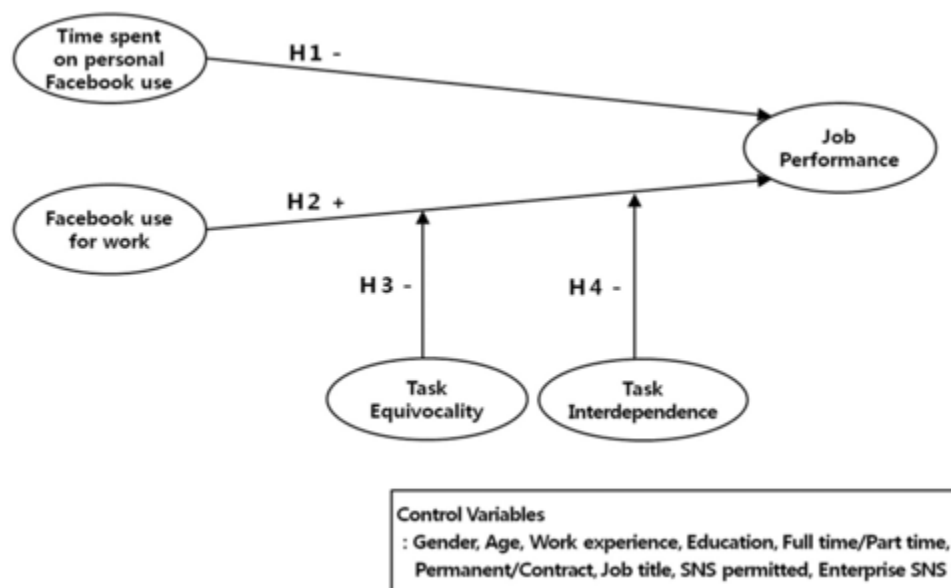 Time spent
on personal
Facebook use
H1 -
Job
Performance
H2 +
Facebook use
for work
H3 -
H4 -
Task
Equivocality
Task
Interdependence
Control Variables
: Gender, Age, Work experience, Education, Full time/Part time,
Permanent/Contract, Job title, SNS permitted, Enterprise SNS